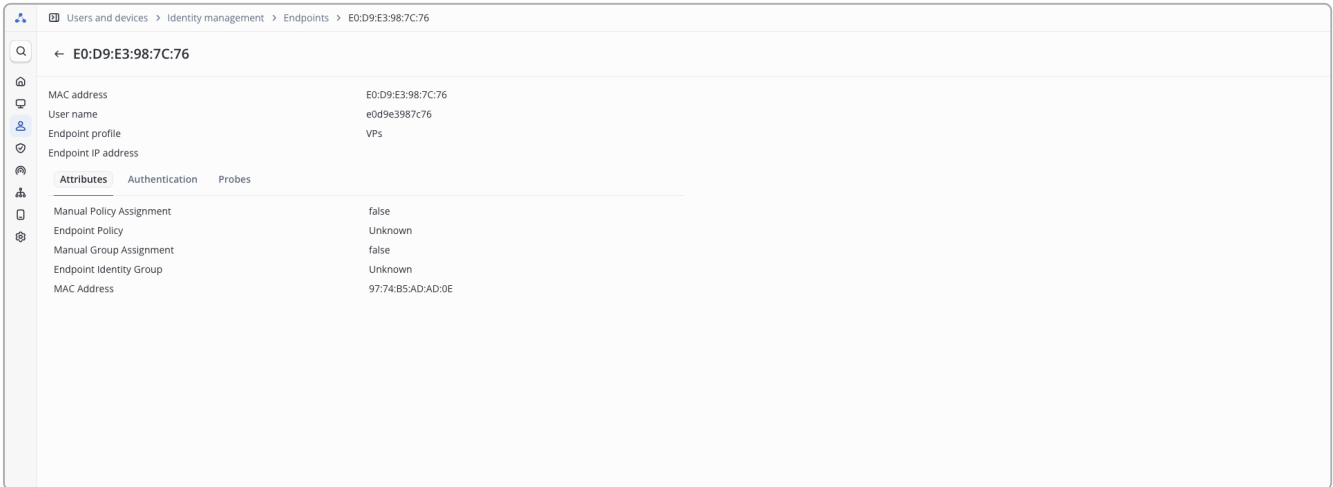 Users and devices > Identity management > Endpoints > E0:D9:E3:98:7C:76
← E0:D9:E3:98:7C:76
MAC address E0:D9:E3:98:7C:76
User name e0d9e3987c76
Endpoint profile VPs
Endpoint IP address
Attributes Authentication Probes
Manual Policy Assignment false
Endpoint Policy Unknown
Manual Group Assignment false
Endpoint Identity Group Unknown
MAC Address 97:74:B5:AD:AD:0E